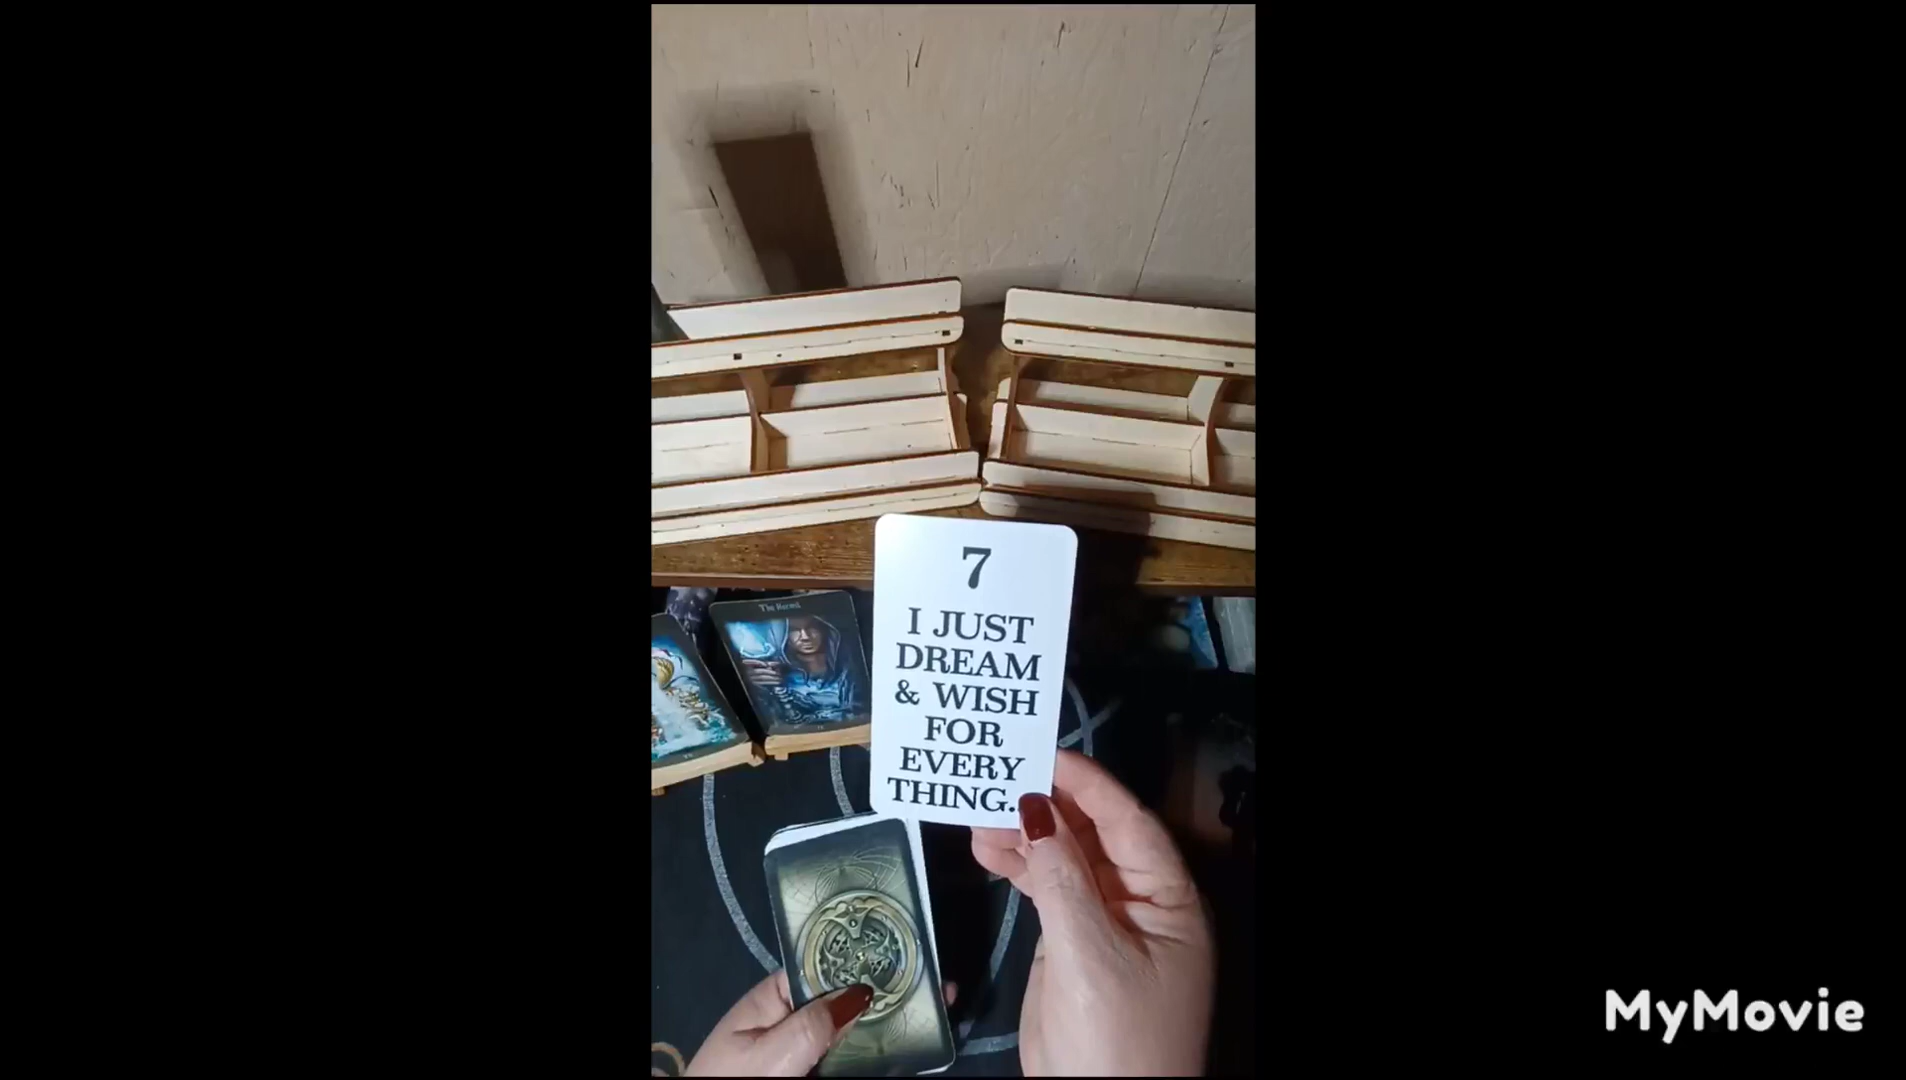 The Hermit
7
I JUST
DREAM
& WISH
FOR
EVERY
THING.
MyMovie